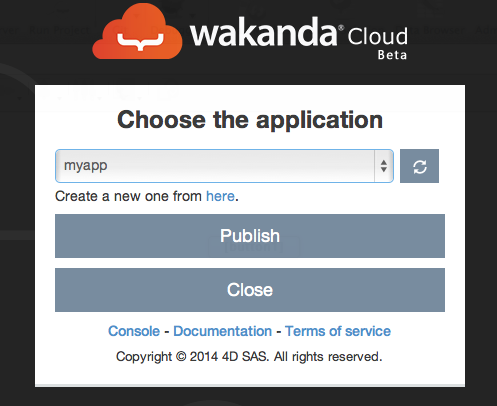 wakanda® Cloud
Beta
Choose the application
myapp
Create a new one from here.
Publish
Close
Console - Documentation - Terms of service
Copyright © 2014 4D SAS. All rights reserved.